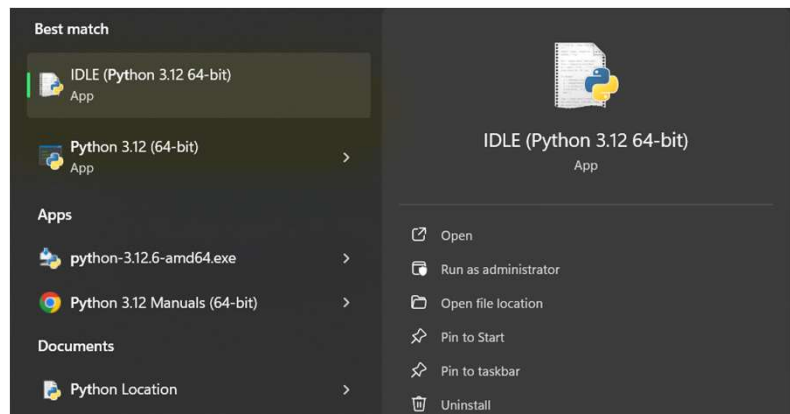 Best match
IDLE (Python 3.12 64-bit)
App
Python 3.12 (64-bit)
App
Apps
python-3.12.6-amd64.exe
Python 3.12 Manuals (64-bit)
Documents
Python Location
IDLE (Python 3.12 64-bit)
App
Open
Run as administrator
Open file location
Pin to Start
Pin to taskbar
Uninstall